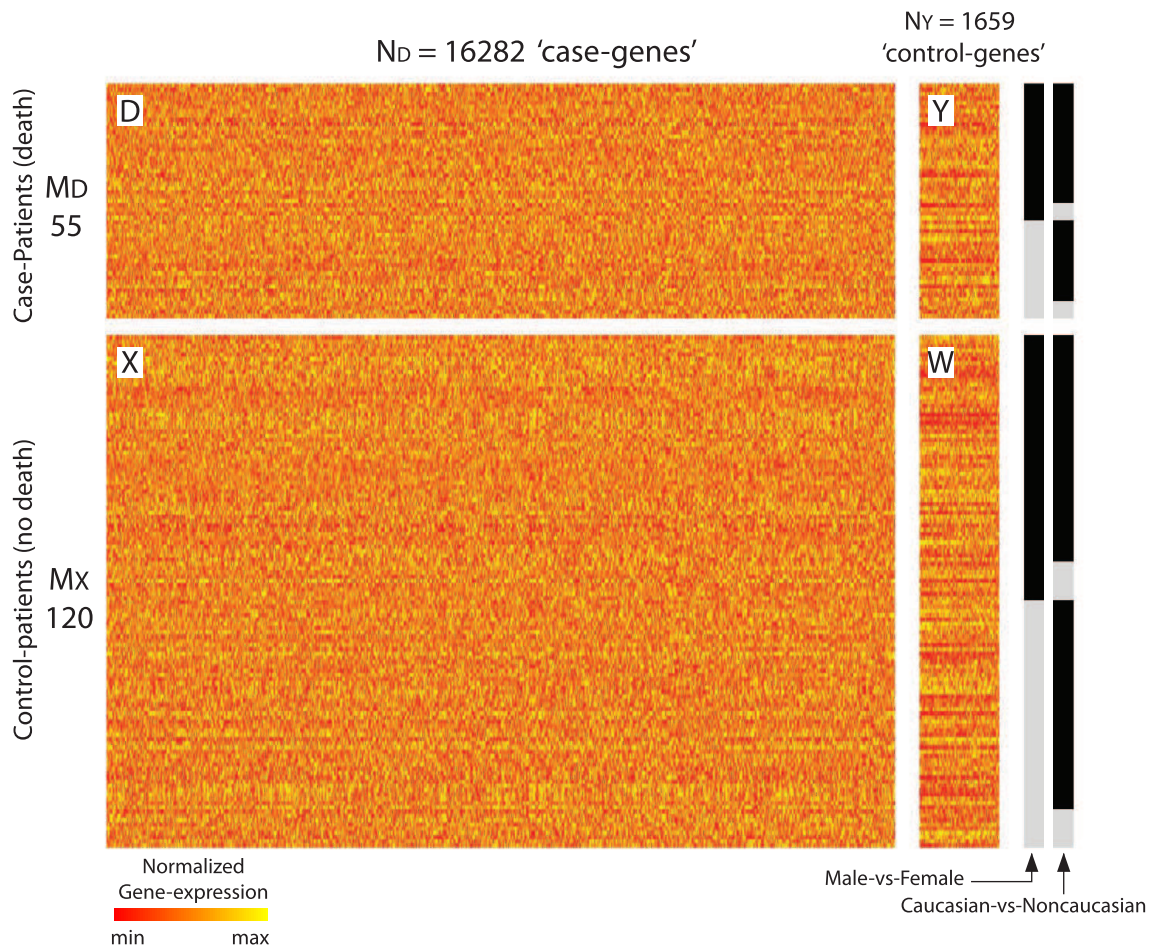 NY = 1659
ND = 16282 ‘case-genes’
‘control-genes’
Case-Patients (death)
MD
55
D
Y
Control-patients (no death)
MX
120
X
W
Normalized
Gene-expression
min
max
Male-vs-Female
Caucasian-vs-Noncaucasian